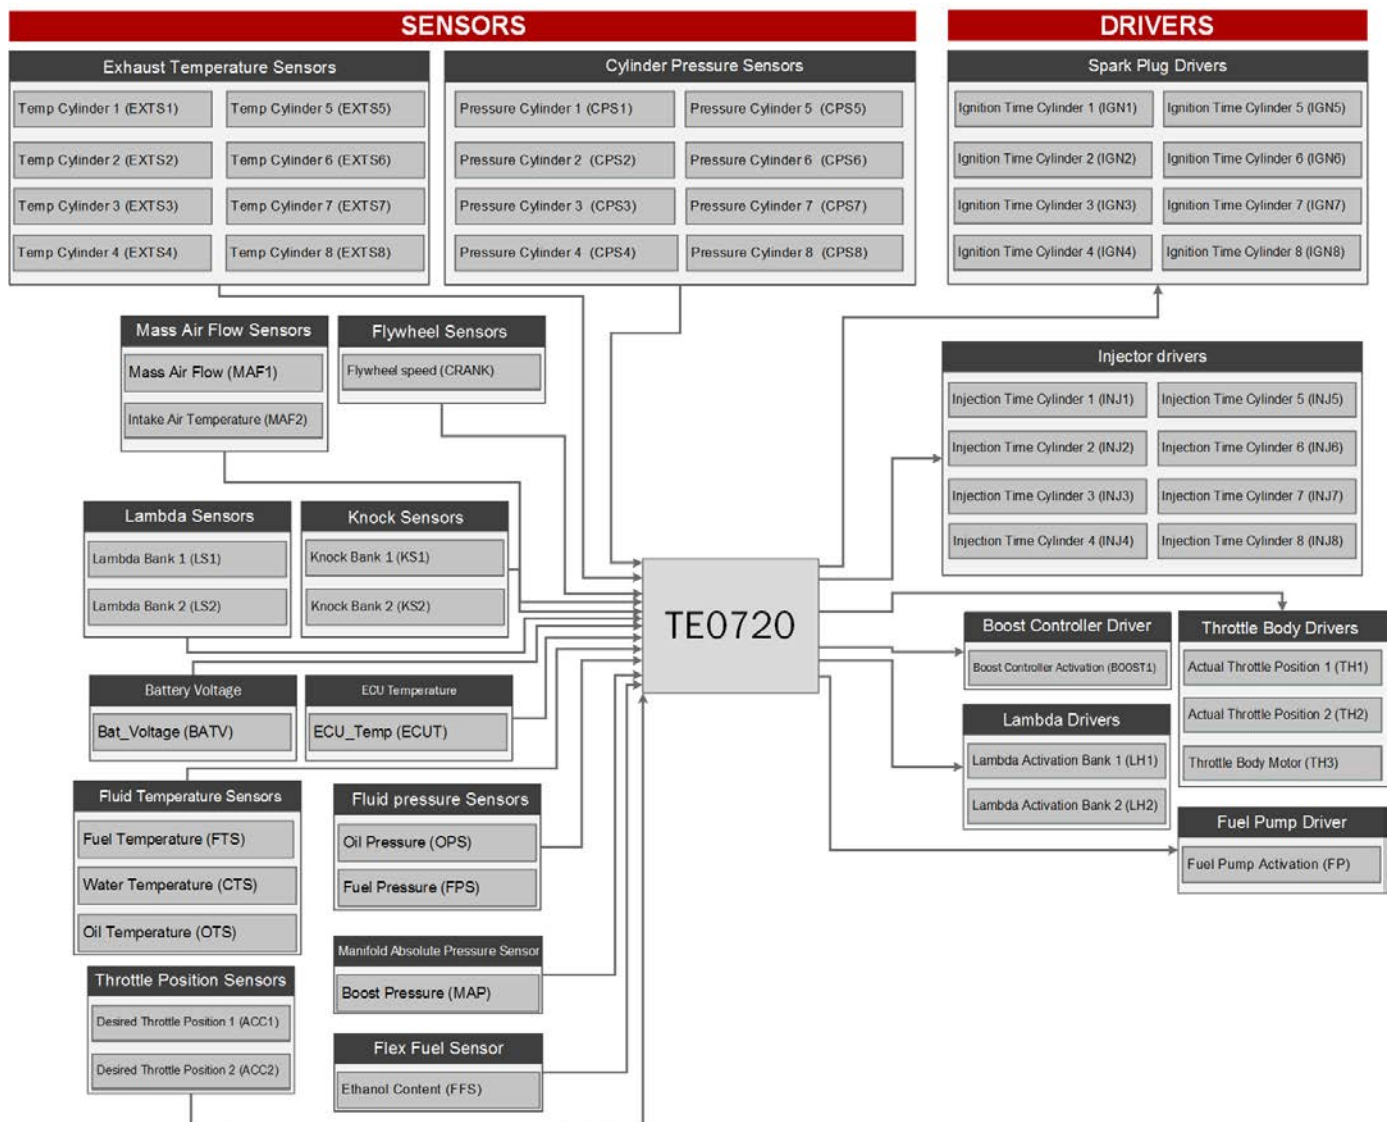 SENSORS
DRIVERS
Exhaust Temperature Sensors
Temp Cylinder 1 (EXTS1)
Temp Cylinder 5 (EXTS5)
Temp Cylinder 2 (EXTS2)
Temp Cylinder 6 (EXTS6)
Temp Cylinder 3 (EXTS3)
Temp Cylinder 7 (EXTS7)
Temp Cylinder 4 (EXTS4)
Temp Cylinder 8 (EXTS8)
Cylinder Pressure Sensors
Pressure Cylinder 1 (CPS1)
Pressure Cylinder 5 (CPS5)
Pressure Cylinder 2 (CPS2)
Pressure Cylinder 6 (CPS6)
Pressure Cylinder 3 (CPS3)
Pressure Cylinder 7 (CPS7)
Pressure Cylinder 4 (CPS4)
Pressure Cylinder 8 (CPS8)
Spark Plug Drivers
Ignition Time Cylinder 1 (IGN1)
Ignition Time Cylinder 5 (IGN5)
Ignition Time Cylinder 2 (IGN2)
Ignition Time Cylinder 6 (IGN6)
Ignition Time Cylinder 3 (IGN3)
Ignition Time Cylinder 7 (IGN7)
Ignition Time Cylinder 4 (IGN4)
Ignition Time Cylinder 8 (IGN8)
Mass Air Flow Sensors
Mass Air Flow (MAF1)
Intake Air Temperature (MAF2)
Flywheel Sensors
Flywheel speed (CRANK)
Injector drivers
Injection Time Cylinder 1 (INJ1)
Injection Time Cylinder 5 (INJ5)
Injection Time Cylinder 2 (INJ2)
Injection Time Cylinder 6 (INJ6)
Injection Time Cylinder 3 (INJ3)
Injection Time Cylinder 7 (INJ7)
Injection Time Cylinder 4 (INJ4)
Injection Time Cylinder 8 (INJ8)
Lambda Sensors
Lambda Bank 1 (LS1)
Lambda Bank 2 (LS2)
Knock Sensors
Knock Bank 1 (KS1)
Knock Bank 2 (KS2)
TE0720
Boost Controller Driver
Boost Controller Activation (BOOST1)
Throttle Body Drivers
Actual Throttle Position 1 (TH1)
Actual Throttle Position 2 (TH2)
Throttle Body Motor (TH3)
Battery Voltage
Bat_Voltage (BATV)
ECU Temperature
ECU_Temp (ECUT)
Lambda Drivers
Lambda Activation Bank 1 (LH1)
Lambda Activation Bank 2 (LH2)
Fluid Temperature Sensors
Fuel Temperature (FTS)
Water Temperature (CTS)
Oil Temperature (OTS)
Fluid pressure Sensors
Oil Pressure (OPS)
Fuel Pressure (FPS)
Fuel Pump Driver
Fuel Pump Activation (FP)
Manifold Absolute Pressure Sensor
Boost Pressure (MAP)
Throttle Position Sensors
Desired Throttle Position 1 (ACC1)
Desired Throttle Position 2 (ACC2)
Flex Fuel Sensor
Ethanol Content (FFS)